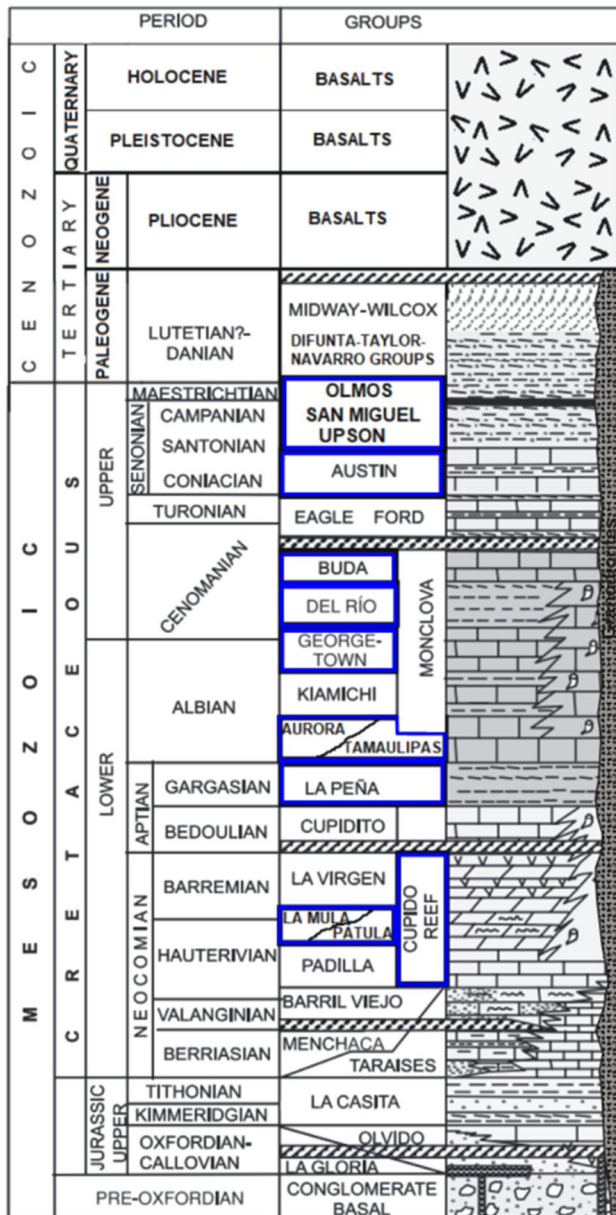 PERIOD GROUPS
CENOZOIC
QUATERNARY
HOLOCENE BASALTS
PLEISTOCENE BASALTS
TERTIARY
NEOGENE
PLIOCENE BASALTS
PALEOGENE
LUTETIAN?-
DANIAN
MIDWAY-WILCOX
DIFUNTA-TAYLOR-
NAVARRO GROUPS
MESOZOIC
CRETACEOUS
UPPER
MAESTRICHTIAN
SENONIAN
CAMPANIAN
SANTONIAN
CONIACIAN
OLMOS
SAN MIGUEL
UPSON
AUSTIN
TURONIAN EAGLE FORD
CENOMANIAN
BUDA
DEL RÍO
MONCLOVA
LOWER
ALBIAN
GEORGE-
TOWN
KIAMICHI
AURORA
TAMAULIPAS
APTIAN
GARGASIAN LA PEÑA
BEDOULIAN CUPIDITO
NEOCOMIAN
BARREMIAN LA VIRGEN
CUPIDO
REEF
HAUTERIVIAN
LA MULA
PATULA
PADILLA
VALANGINIAN
BARRIL VIEJO
BERRIASIAN
MENCHACA
TARAISES
JURASSIC
UPPER
TITHONIAN
KIMMERIDGIAN
LA CASITA
OXFORDIAN-
CALLOVIAN
OLVIDO
LA GLORIA
PRE-OXFORDIAN
CONGLOMERATE
BASAL